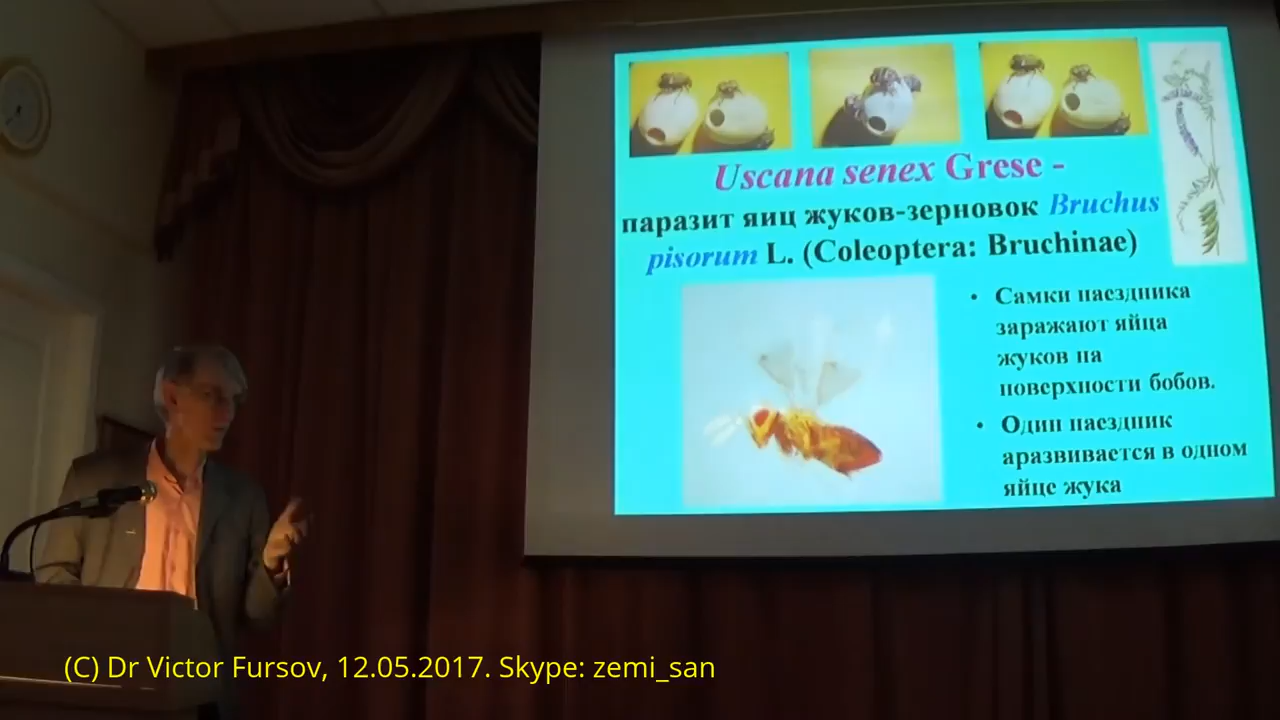 Uscana senex Grese -
паразит яиц жуков-зерновок Bruchus
pisorum L. (Coleoptera: Bruchinae)
• Самки наездника
заражают яйца
жуков на
поверхности бобов.
• Один наездник
аразвивается в одном
яйце жука
(C) Dr Victor Fursov, 12.05.2017. Skype: zemi_san